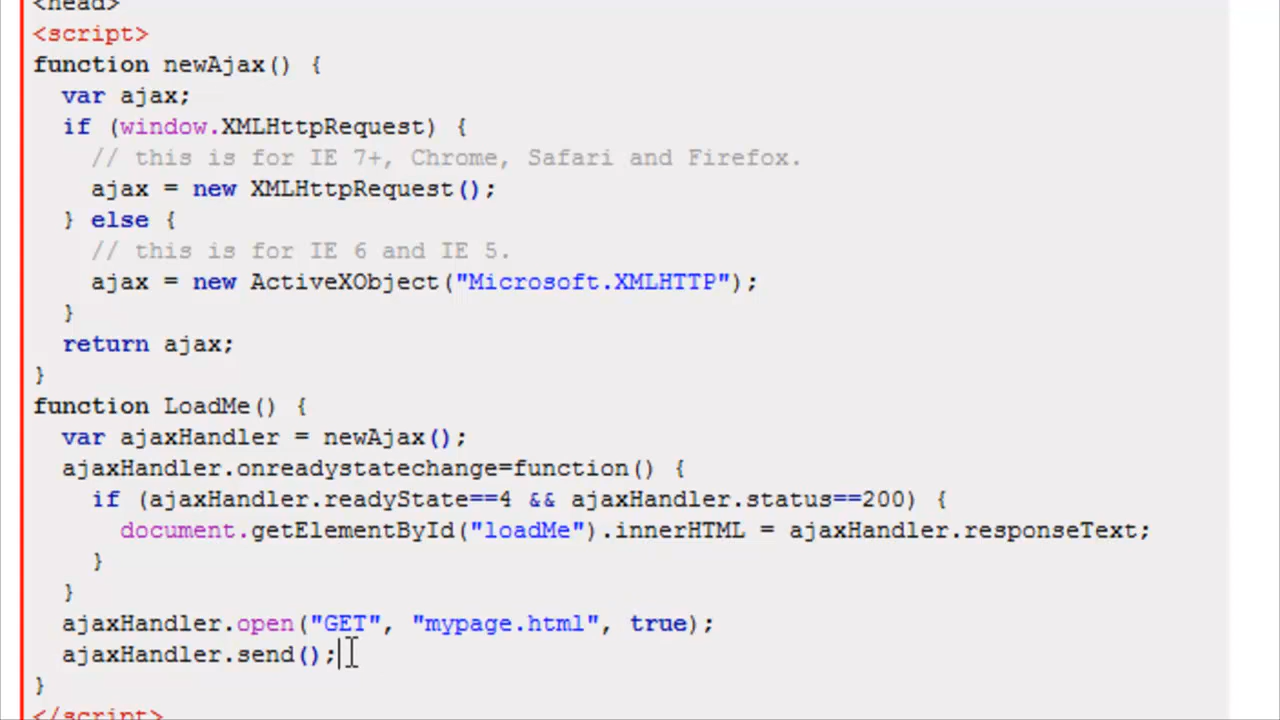 <head>
<script>
function newAjax() {
  var ajax;
  if (window.XMLHttpRequest) {
    // this is for IE 7+, Chrome, Safari and Firefox.
    ajax = new XMLHttpRequest();
  } else {
    // this is for IE 6 and IE 5.
    ajax = new ActiveXObject("Microsoft.XMLHTTP");
  }
  return ajax;
}
function LoadMe() {
  var ajaxHandler = newAjax();
  ajaxHandler.onreadystatechange=function() {
    if (ajaxHandler.readyState==4 && ajaxHandler.status==200) {
      document.getElementById("loadMe").innerHTML = ajaxHandler.responseText;
    }
  }
  ajaxHandler.open("GET", "mypage.html", true);
  ajaxHandler.send();
}
</script>